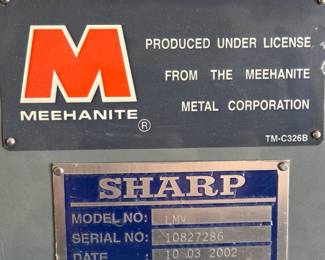 PRODUCED UNDER LICENSE
FROM THE MEEHANITE
METAL CORPORATION
M
MEEHANITE
®
TM-C326B
SHARP
MODEL NO: LMV
SERIAL NO: 10827286
DATE : 10 03 2002